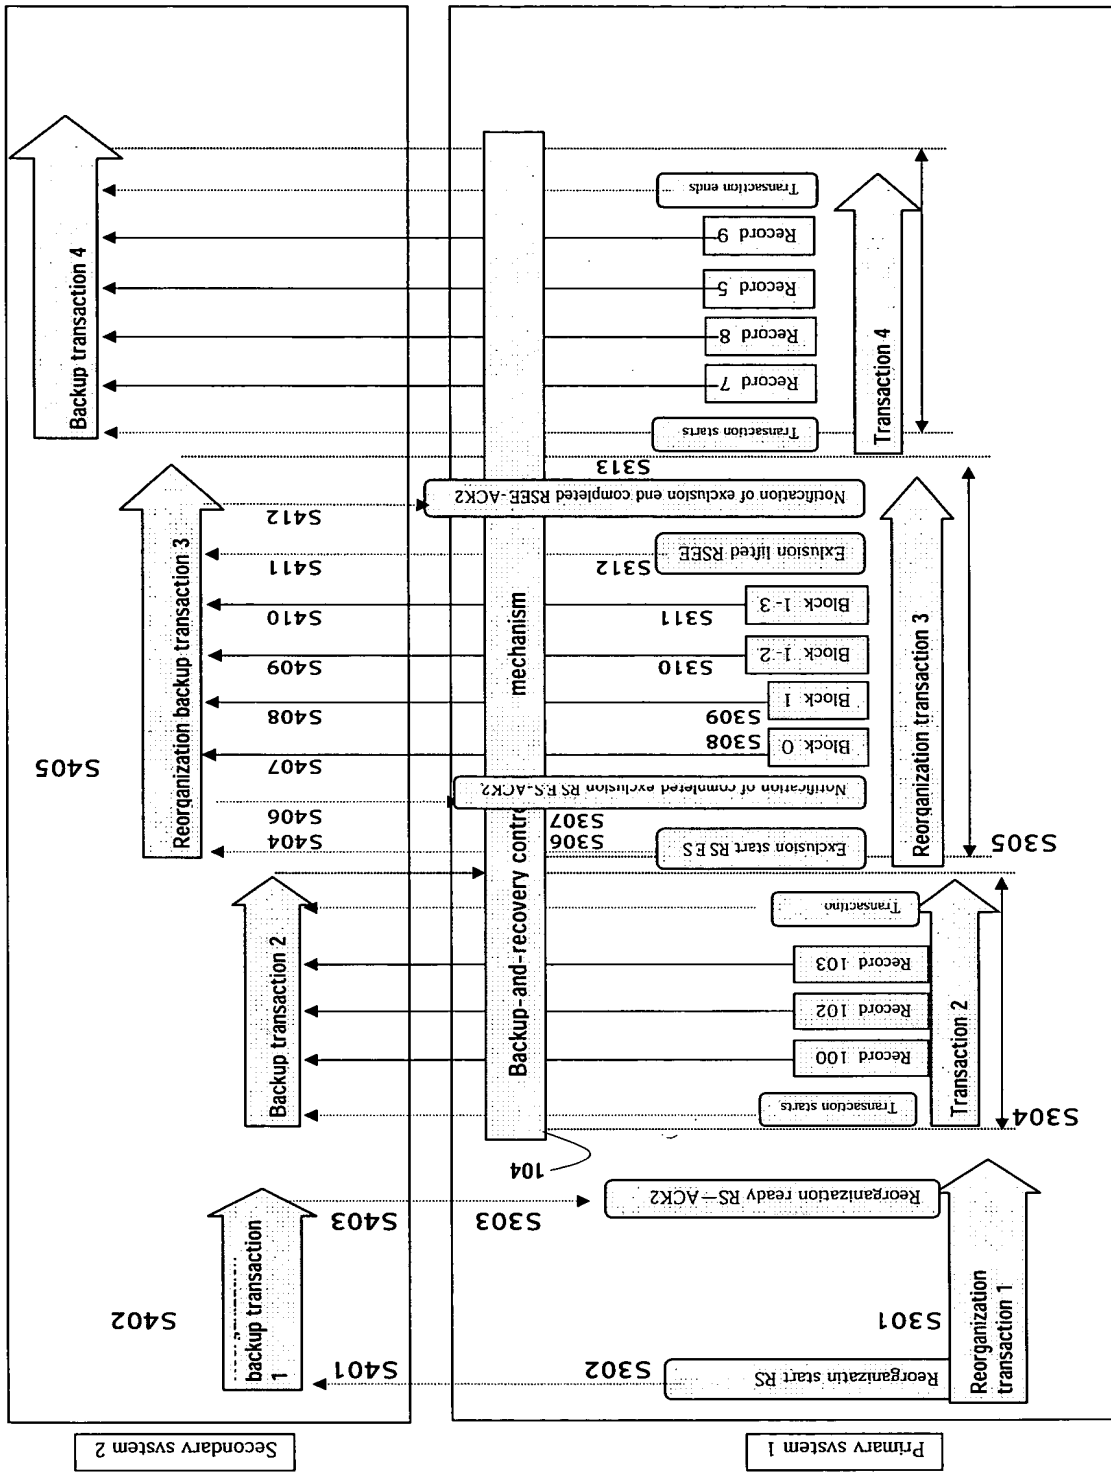 Primary system 1
Secondary system 2
Reorganizatin start RS
S302
S401
Reorganization
transaction 1
S301
backup transaction
1
S402
Reorganization ready RS—ACK2
S303
S403
104
S304
Transaction 2
Transaction starts
Record 100
Record 102
Record 103
Transactino
Backup-and-recovery contro
mechanism
Backup transaction 2
S305
Reorganization transaction 3
Exclusion start RSES
S306
S404
S307
Notification of completed exclusion RSES-ACK2
S406
Block 0
S308
S407
Block 1
S309
S408
Block 1-2
S310
S409
Block 1-3
S311
S410
Exlusion lifted RSEE
S312
S411
Notification of exclusion end completed RSEE-ACK2
S412
S313
Reorganization backup transaction 3
S405
Transaction 4
Transaction starts
Record 7
Record 8
Record 5
Record 9
Transaction ends
Backup transaction 4